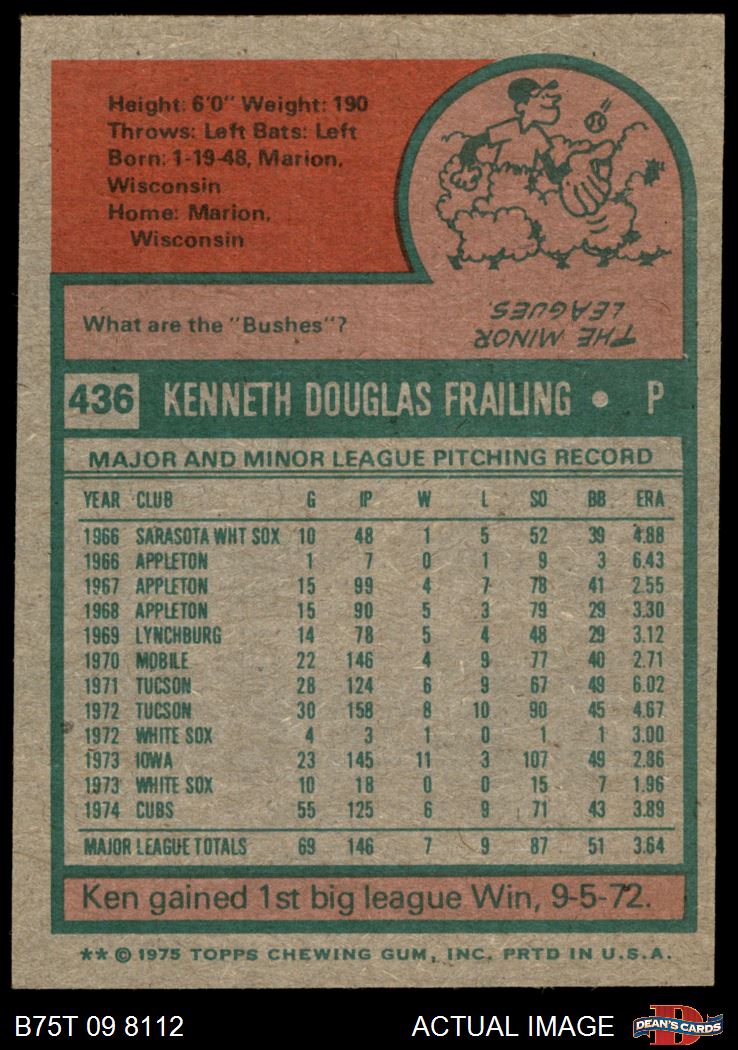 Height: 6'0" Weight: 190
Throws: Left Bats: Left
Born: 1-19-48, Marion,
Wisconsin
Home: Marion,
Wisconsin
What are the "Bushes"?
THE MINOR
LEAGUES.
436 KENNETH DOUGLAS FRAILING • P
MAJOR AND MINOR LEAGUE PITCHING RECORD
YEAR CLUB G IP W L SO BB ERA
1966 SARASOTA WHT SOX 10 48 1 5 52 39 4.88
1966 APPLETON 1 7 0 1 9 3 6.43
1967 APPLETON 15 99 4 7 78 41 2.55
1968 APPLETON 15 90 5 3 79 29 3.30
1969 LYNCHBURG 14 78 5 4 48 29 3.12
1970 MOBILE 22 146 4 9 77 40 2.71
1971 TUCSON 28 124 6 9 67 49 6.02
1972 TUCSON 30 158 8 10 90 45 4.67
1972 WHITE SOX 4 3 1 0 1 1 3.00
1973 IOWA 23 145 11 3 107 49 2.86
1973 WHITE SOX 10 18 0 0 15 7 1.96
1974 CUBS 55 125 6 9 71 43 3.89
MAJOR LEAGUE TOTALS 69 146 7 9 87 51 3.64
Ken gained 1st big league Win, 9-5-72.
** © 1975 TOPPS CHEWING GUM, INC. PRTD IN U.S.A.
B75T 09 8112 ACTUAL IMAGE DEAN'S CARDS